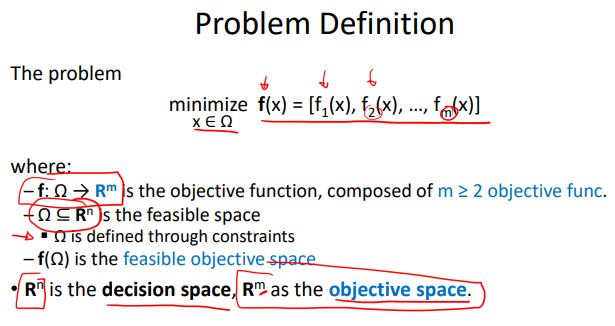 Problem Definition
The problem
minimize f(x) = [f₁(x), f₂(x), ..., fₘ(x)]
x ∈ Ω
where:
– f: Ω → Rᵐ is the objective function, composed of m ≥ 2 objective func.
– Ω ⊆ Rⁿ is the feasible space
▪ Ω is defined through constraints
– f(Ω) is the feasible objective space
• Rⁿ is the decision space, Rᵐ as the objective space.